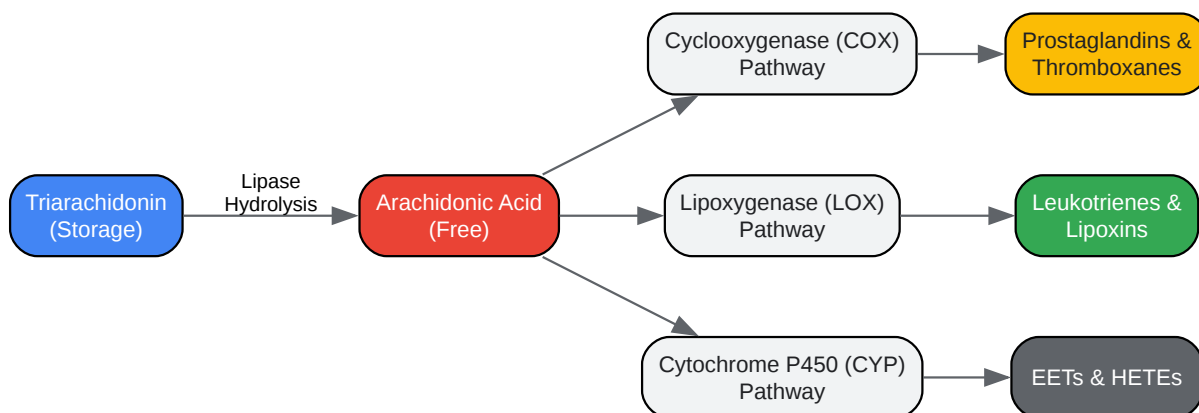 Triarachidonin
(Storage)
Lipase
Hydrolysis
Arachidonic Acid
(Free)
Cyclooxygenase (COX)
Pathway
Prostaglandins &
Thromboxanes
Lipoxygenase (LOX)
Pathway
Leukotrienes &
Lipoxins
Cytochrome P450 (CYP)
Pathway
EETs & HETEs